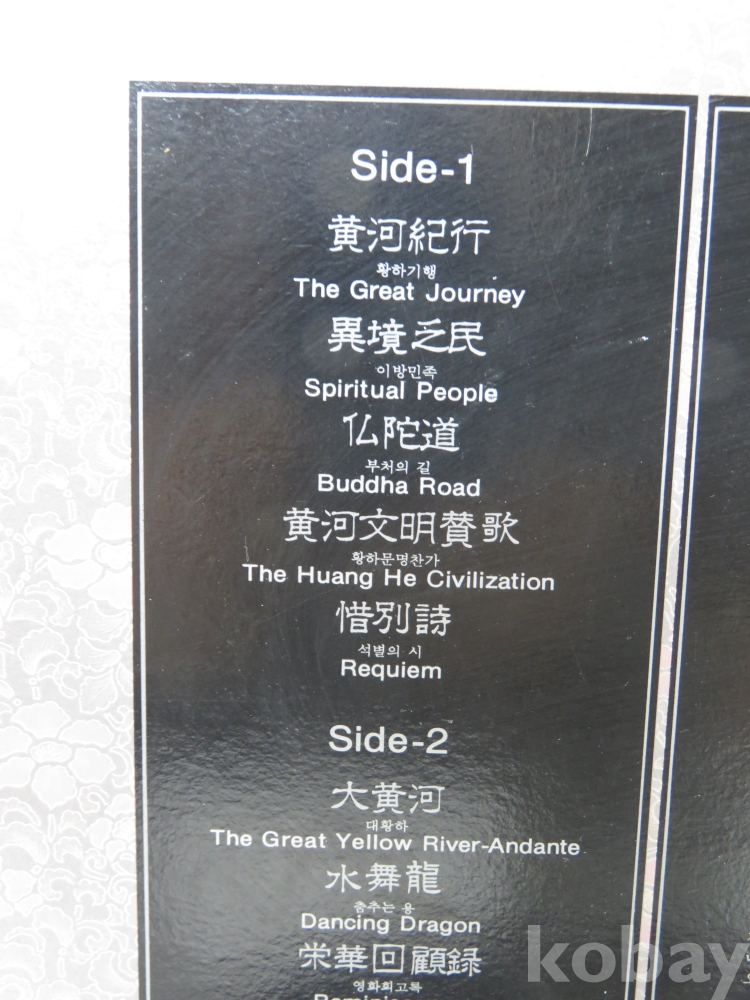 Side-1
黄河紀行
황하기행
The Great Journey
異境之民
이방민족
Spiritual People
仏陀道
부처의 길
Buddha Road
黄河文明賛歌
황하문명찬가
The Huang He Civilization
惜別詩
석별의 시
Requiem
Side-2
大黄河
대황하
The Great Yellow River-Andante
水舞龍
춤추는 용
Dancing Dragon
栄華回顧録
영화회고록
kobay